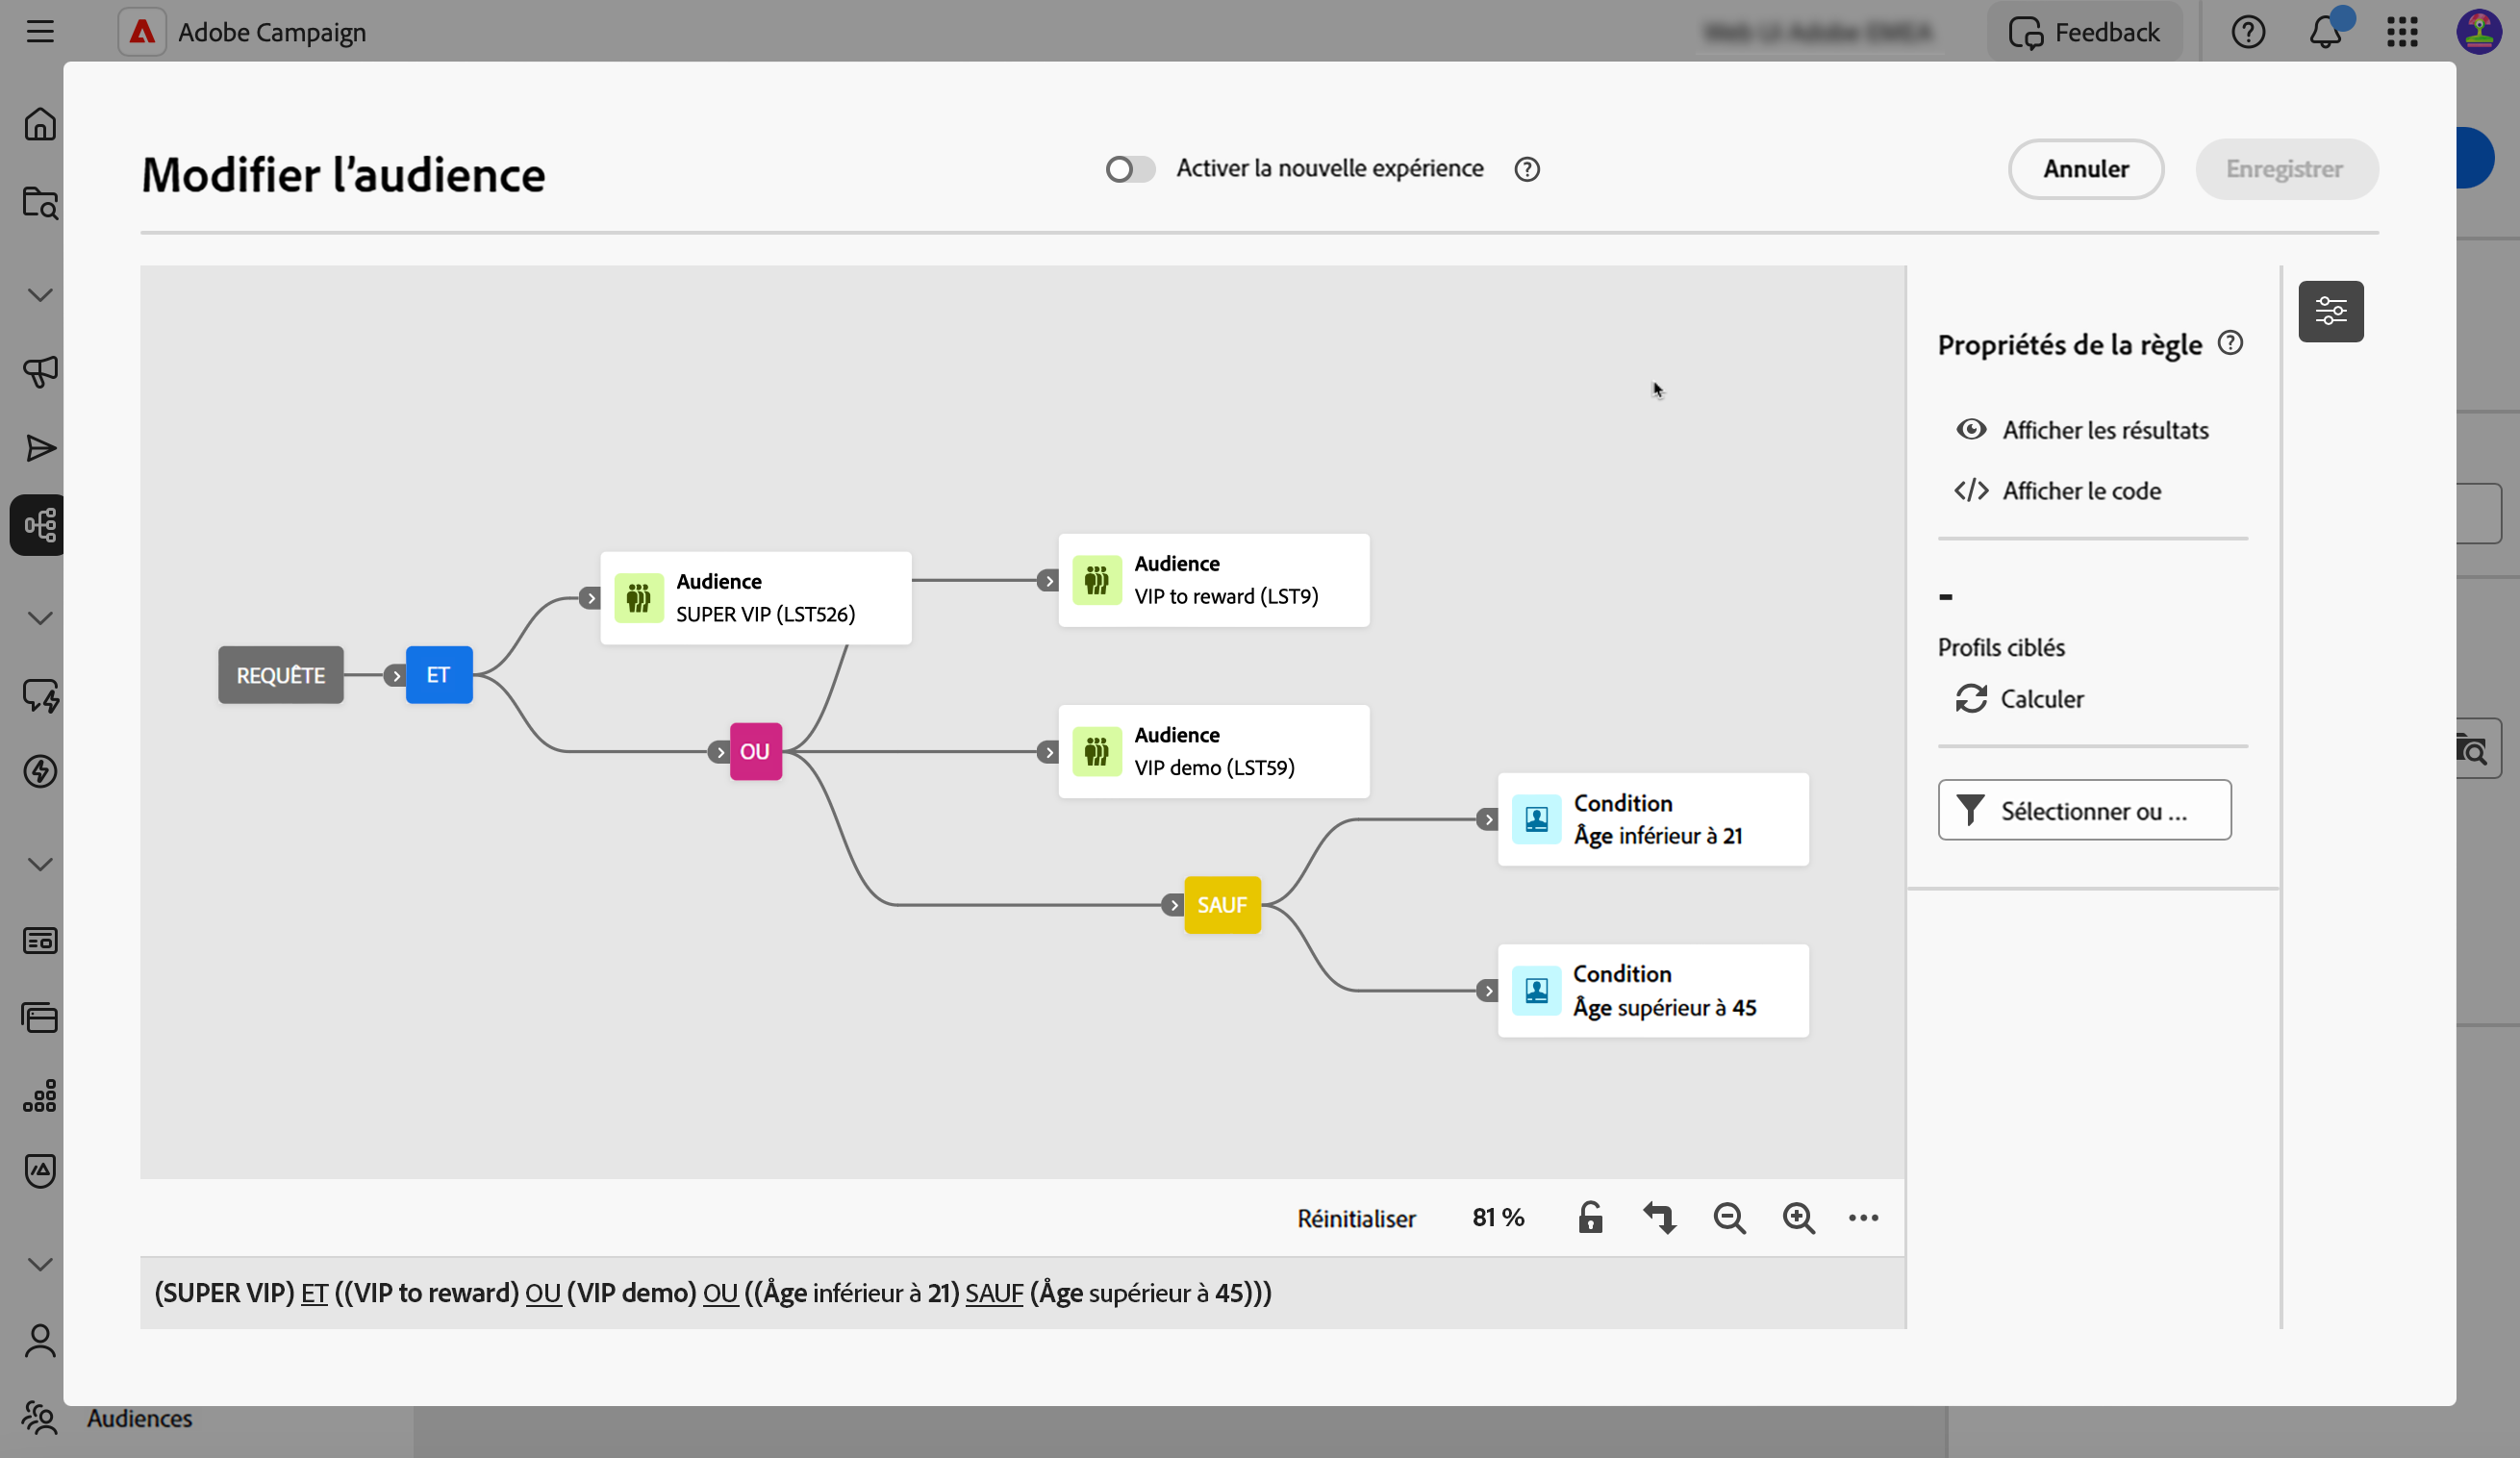 Adobe Campaign
Feedback
Modifier l’audience
Activer la nouvelle expérience
Annuler
Enregistrer
Propriétés de la règle
Afficher les résultats
Afficher le code
-
Profils ciblés
Calculer
Sélectionner ou ...
REQUÊTE
ET
Audience
SUPER VIP (LST526)
OU
Audience
VIP to reward (LST9)
Audience
VIP demo (LST59)
SAUF
Condition
Âge inférieur à 21
Condition
Âge supérieur à 45
Réinitialiser
81 %
(SUPER VIP) ET ((VIP to reward) OU (VIP demo) OU ((Âge inférieur à 21) SAUF (Âge supérieur à 45)))
Audiences